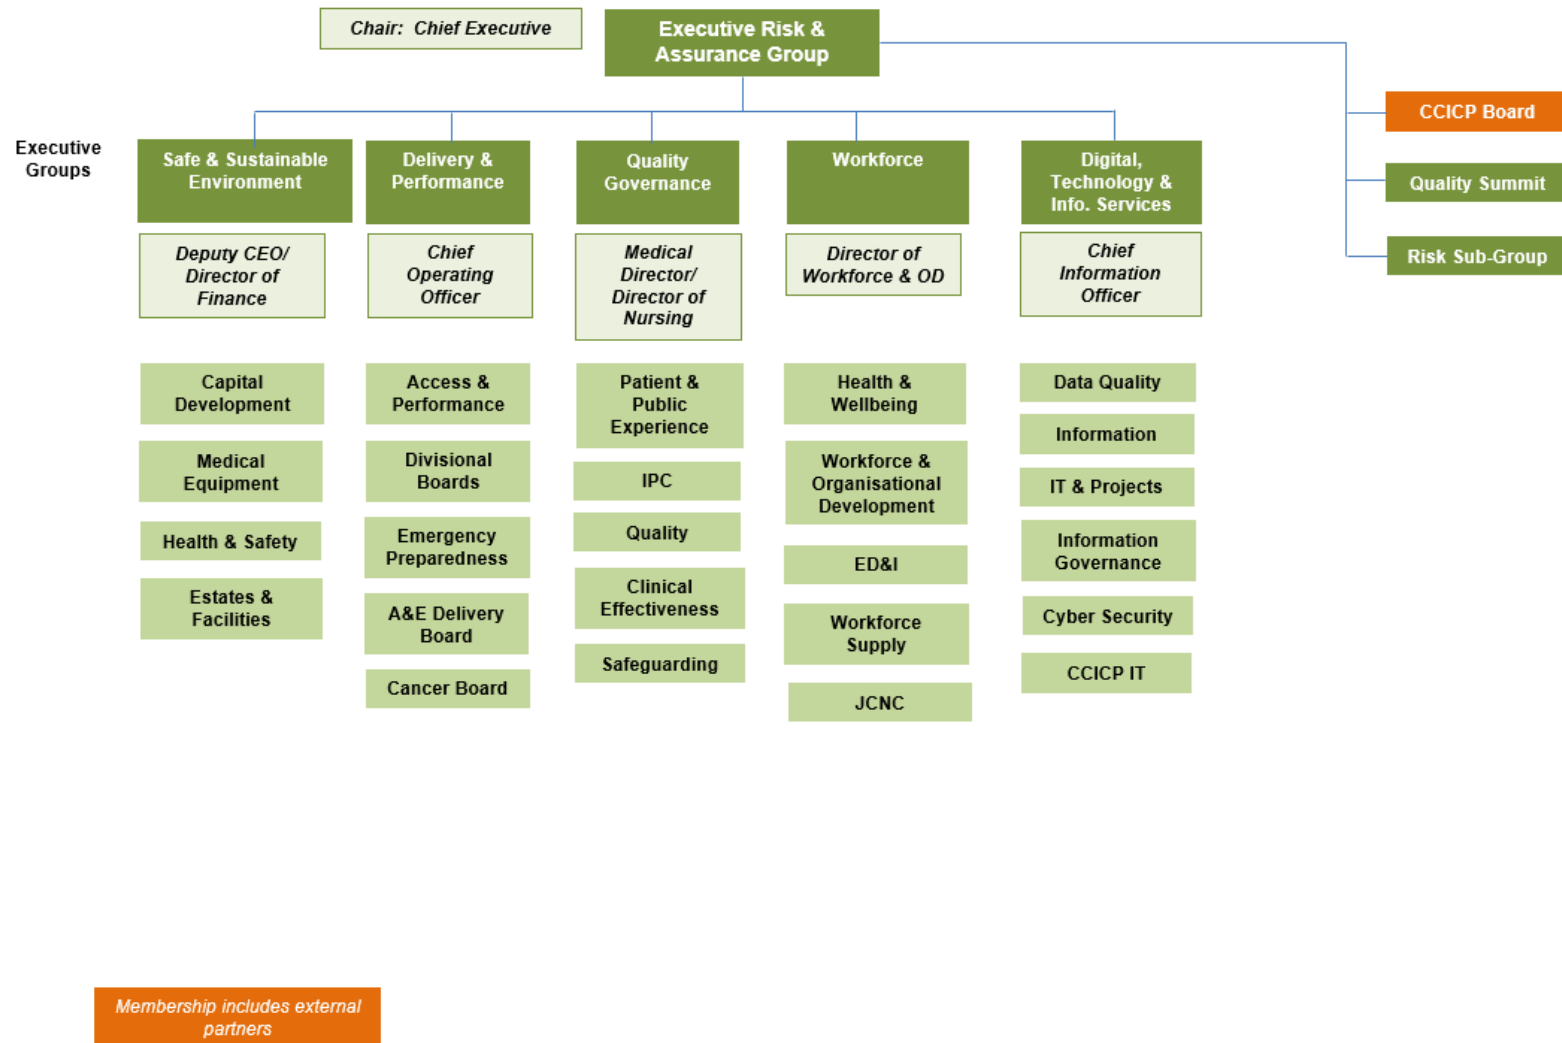 Chair: Chief Executive
Executive Risk &
Assurance Group
CCICP Board
Quality Summit
Risk Sub-Group
Executive
Groups
Safe & Sustainable
Environment
Delivery &
Performance
Quality
Governance
Workforce
Digital,
Technology &
Info. Services
Deputy CEO/
Director of
Finance
Chief
Operating
Officer
Medical
Director/
Director of
Nursing
Director of
Workforce & OD
Chief
Information
Officer
Capital
Development
Medical
Equipment
Health & Safety
Estates &
Facilities
Access &
Performance
Divisional
Boards
Emergency
Preparedness
A&E Delivery
Board
Cancer Board
Patient &
Public
Experience
IPC
Quality
Clinical
Effectiveness
Safeguarding
Health &
Wellbeing
Workforce &
Organisational
Development
ED&I
Workforce
Supply
JCNC
Data Quality
Information
IT & Projects
Information
Governance
Cyber Security
CCICP IT
Membership includes external
partners